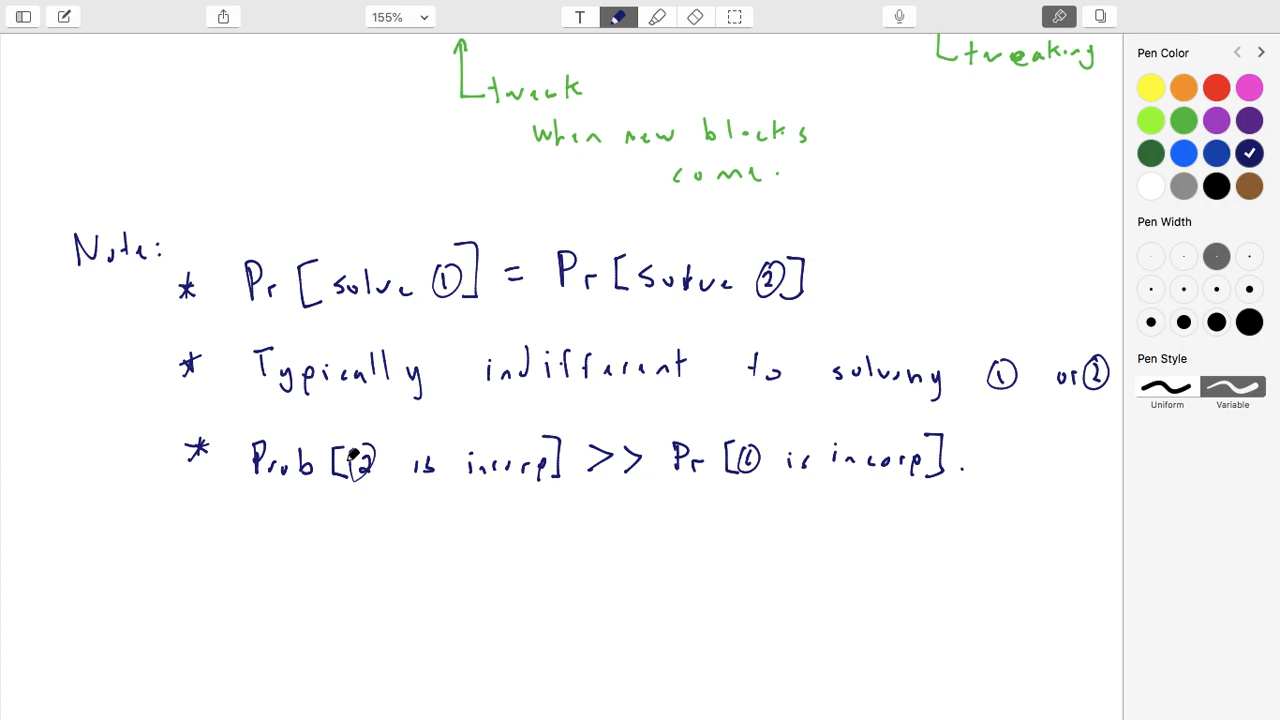 155%
T
tweaking
tweak
when new blocks
come.
Pen Color
Note:
* Pr [solve ①] = Pr [solve ②]
Pen Width
* Typically indifferent to solving ① or ②
Pen Style
Uniform Variable
* Prob [② is incorp] >> Pr [① is incorp].